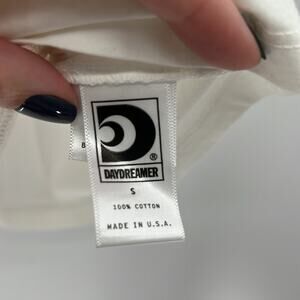 ®
DAYDREAMER
S
100% COTTON
MADE IN U.S.A.